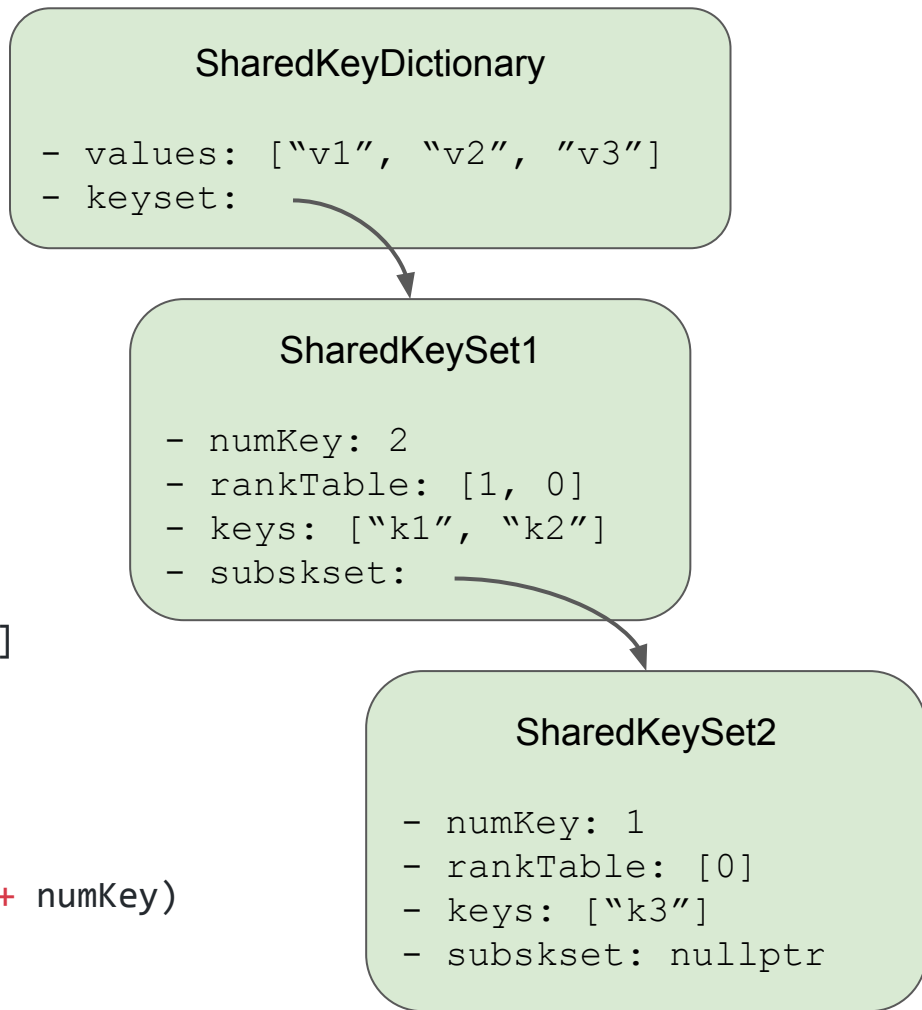 SharedKeyDictionary
- values: [“v1”, “v2”, ”v3”]
- keyset:
SharedKeySet1
- numKey: 2
- rankTable: [1, 0]
- keys: [“k1”, “k2”]
- subskset:
]
SharedKeySet2
- numKey: 1
- rankTable: [0]
+ numKey)
- keys: [“k3”]
- subskset: nullptr